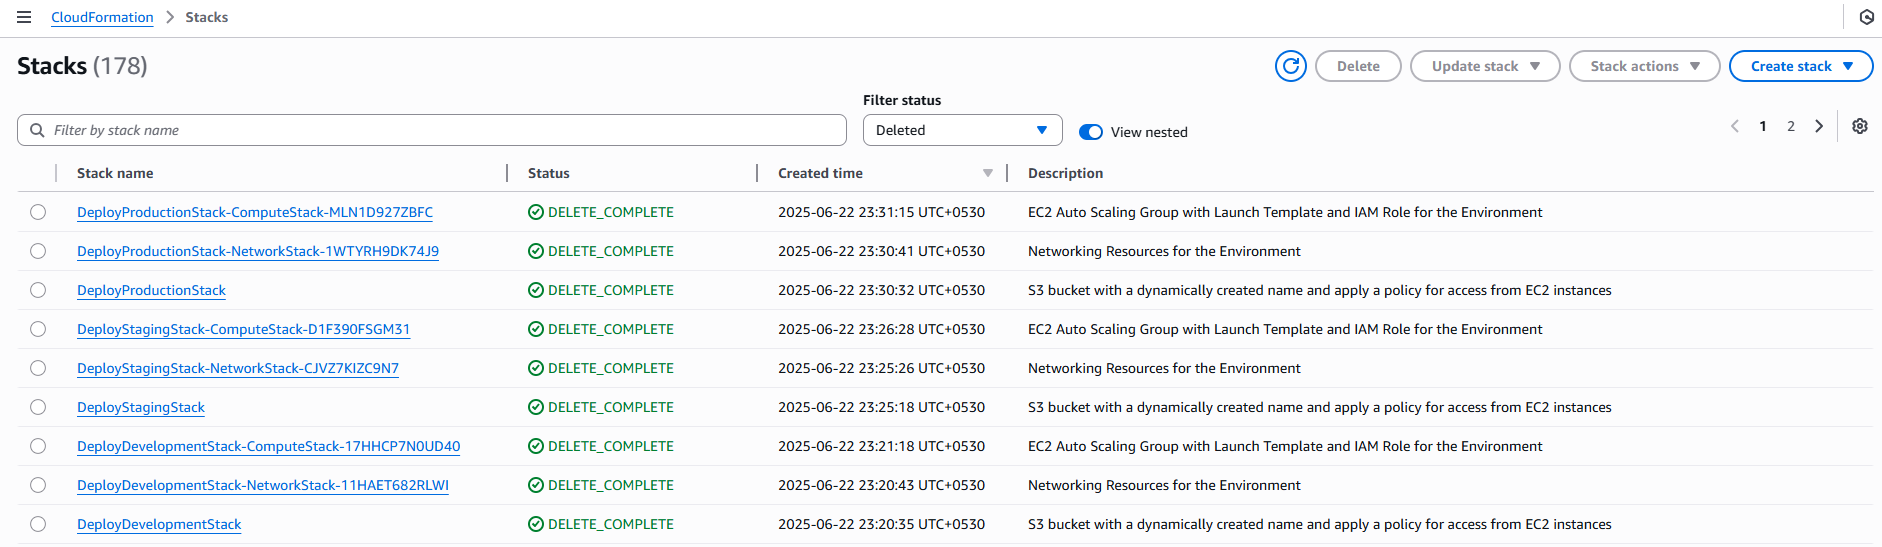 CloudFormation > Stacks
Stacks (178)
Delete
Update stack
Stack actions
Create stack
Filter status
Filter by stack name
Deleted
View nested
1 2
Stack name Status Created time Description
DeployProductionStack-ComputeStack-MLN1D927ZBFC DELETE_COMPLETE 2025-06-22 23:31:15 UTC+0530 EC2 Auto Scaling Group with Launch Template and IAM Role for the Environment
DeployProductionStack-NetworkStack-1WTYRH9DK74J9 DELETE_COMPLETE 2025-06-22 23:30:41 UTC+0530 Networking Resources for the Environment
DeployProductionStack DELETE_COMPLETE 2025-06-22 23:30:32 UTC+0530 S3 bucket with a dynamically created name and apply a policy for access from EC2 instances
DeployStagingStack-ComputeStack-D1F390FSGM31 DELETE_COMPLETE 2025-06-22 23:26:28 UTC+0530 EC2 Auto Scaling Group with Launch Template and IAM Role for the Environment
DeployStagingStack-NetworkStack-CJVZ7KIZC9N7 DELETE_COMPLETE 2025-06-22 23:25:26 UTC+0530 Networking Resources for the Environment
DeployStagingStack DELETE_COMPLETE 2025-06-22 23:25:18 UTC+0530 S3 bucket with a dynamically created name and apply a policy for access from EC2 instances
DeployDevelopmentStack-ComputeStack-17HHCP7N0UD40 DELETE_COMPLETE 2025-06-22 23:21:18 UTC+0530 EC2 Auto Scaling Group with Launch Template and IAM Role for the Environment
DeployDevelopmentStack-NetworkStack-11HAET682RLWI DELETE_COMPLETE 2025-06-22 23:20:43 UTC+0530 Networking Resources for the Environment
DeployDevelopmentStack DELETE_COMPLETE 2025-06-22 23:20:35 UTC+0530 S3 bucket with a dynamically created name and apply a policy for access from EC2 instances